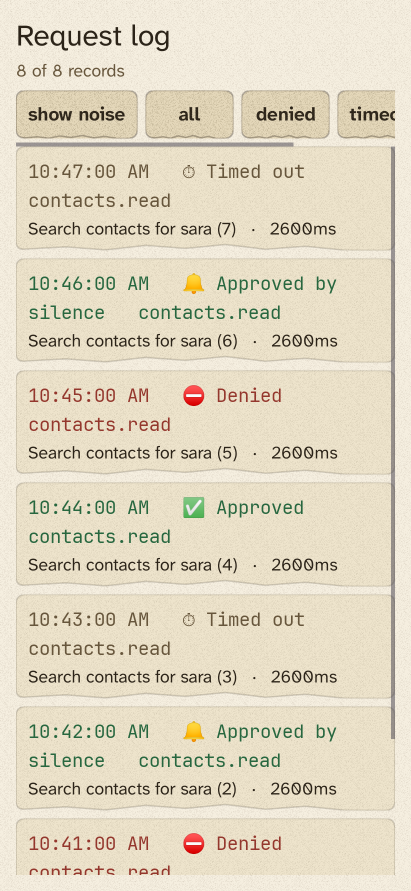 Request log
8 of 8 records
show noise all denied timed
10:47:00 AM ⏱ Timed out
contacts.read
Search contacts for sara (7) · 2600ms
10:46:00 AM 🔔 Approved by
silence contacts.read
Search contacts for sara (6) · 2600ms
10:45:00 AM ⛔ Denied
contacts.read
Search contacts for sara (5) · 2600ms
10:44:00 AM ✅ Approved
contacts.read
Search contacts for sara (4) · 2600ms
10:43:00 AM ⏱ Timed out
contacts.read
Search contacts for sara (3) · 2600ms
10:42:00 AM 🔔 Approved by
silence contacts.read
Search contacts for sara (2) · 2600ms
10:41:00 AM ⛔ Denied
contacts.read